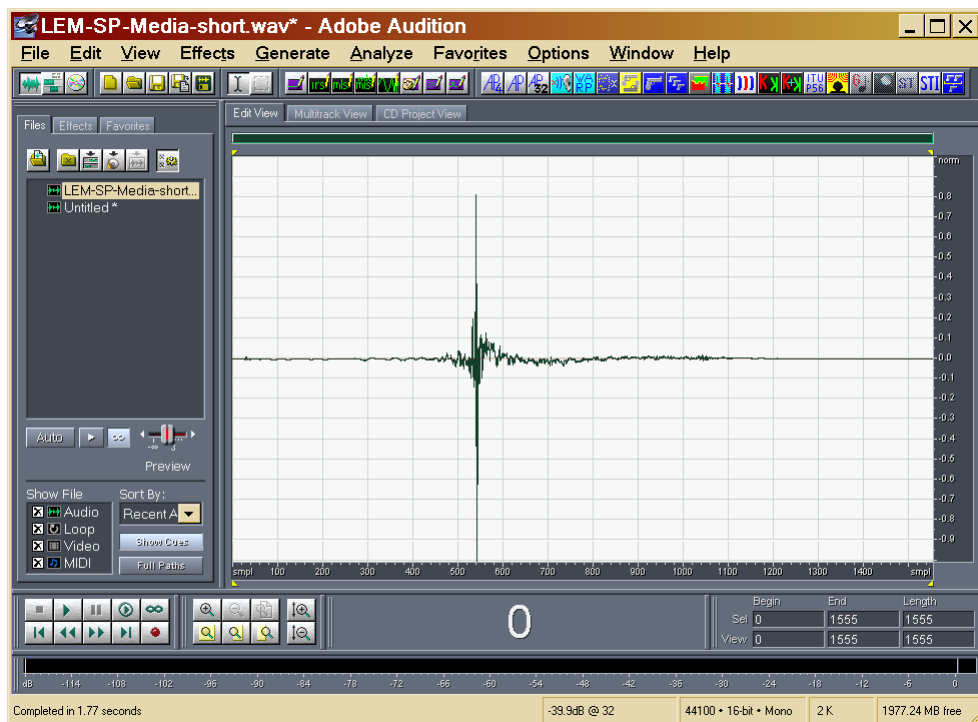 LEM-SP-Media-short.wav* - Adobe Audition
File Edit View Effects Generate Analyze Favorites Options Window Help
Files Effects Favorites
Edit View Multitrack View CD Project View
LEM-SP-Media-short...
Untitled *
norm
0.8
0.7
0.6
0.5
0.4
0.3
0.2
0.1
0.0
-0.1
-0.2
-0.3
-0.4
-0.5
-0.6
-0.7
-0.8
-0.9
smpl 100 200 300 400 500 600 700 800 900 1000 1100 1200 1300 1400 smpl
Auto
Preview
Show File Sort By:
Audio Recent A
Loop
Video Show Cues
MIDI Full Paths
0
Begin End Length
Sel 0 1555 1555
View 0 1555 1555
dB -114 -108 -102 -96 -90 -84 -78 -72 -66 -60 -54 -48 -42 -36 -30 -24 -18 -12 -6 0
Completed in 1.77 seconds -39.9dB @ 32 44100 • 16-bit • Mono 2 K 1977.24 MB free